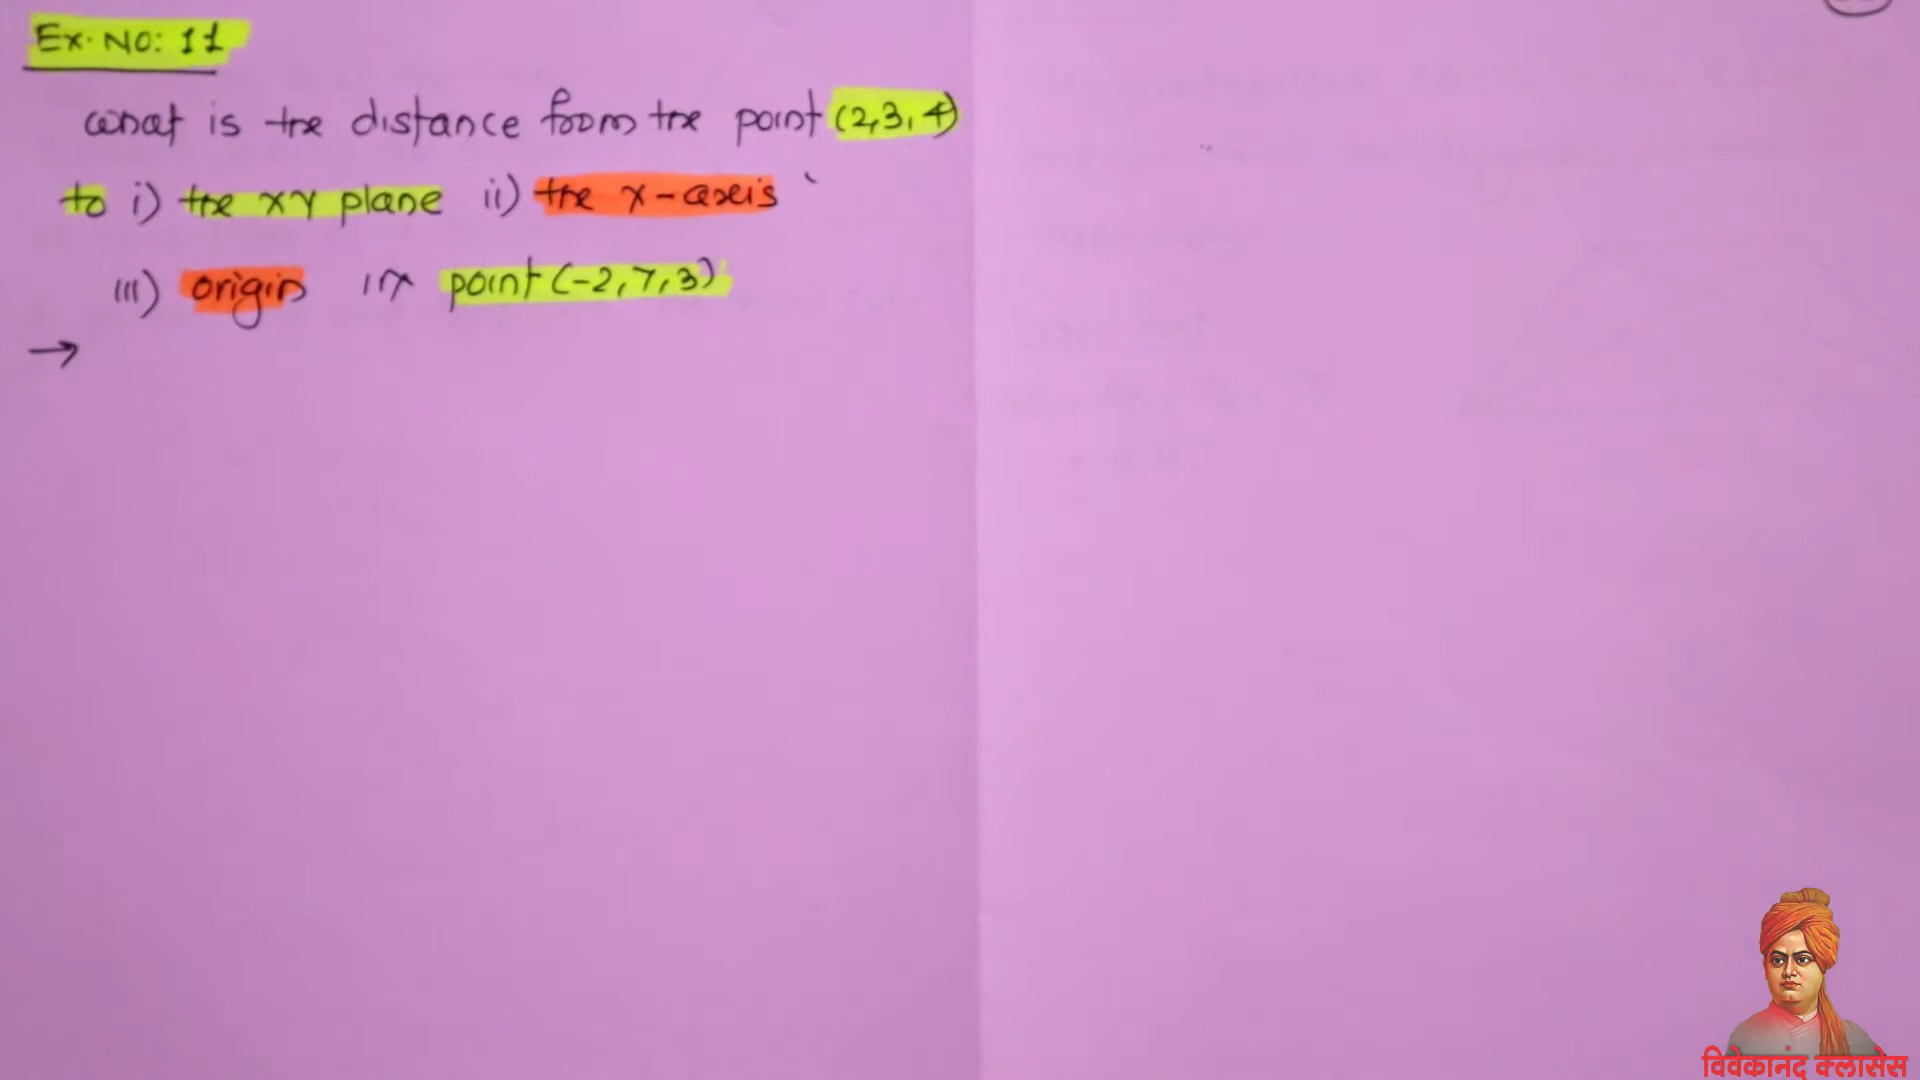 Ex. NO: 11
what is the distance from the point (2,3,4)
to i) the XY plane ii) the x-axis
iii) origin iv) point (-2,7,3)
→
विवेकानंद क्लासेस